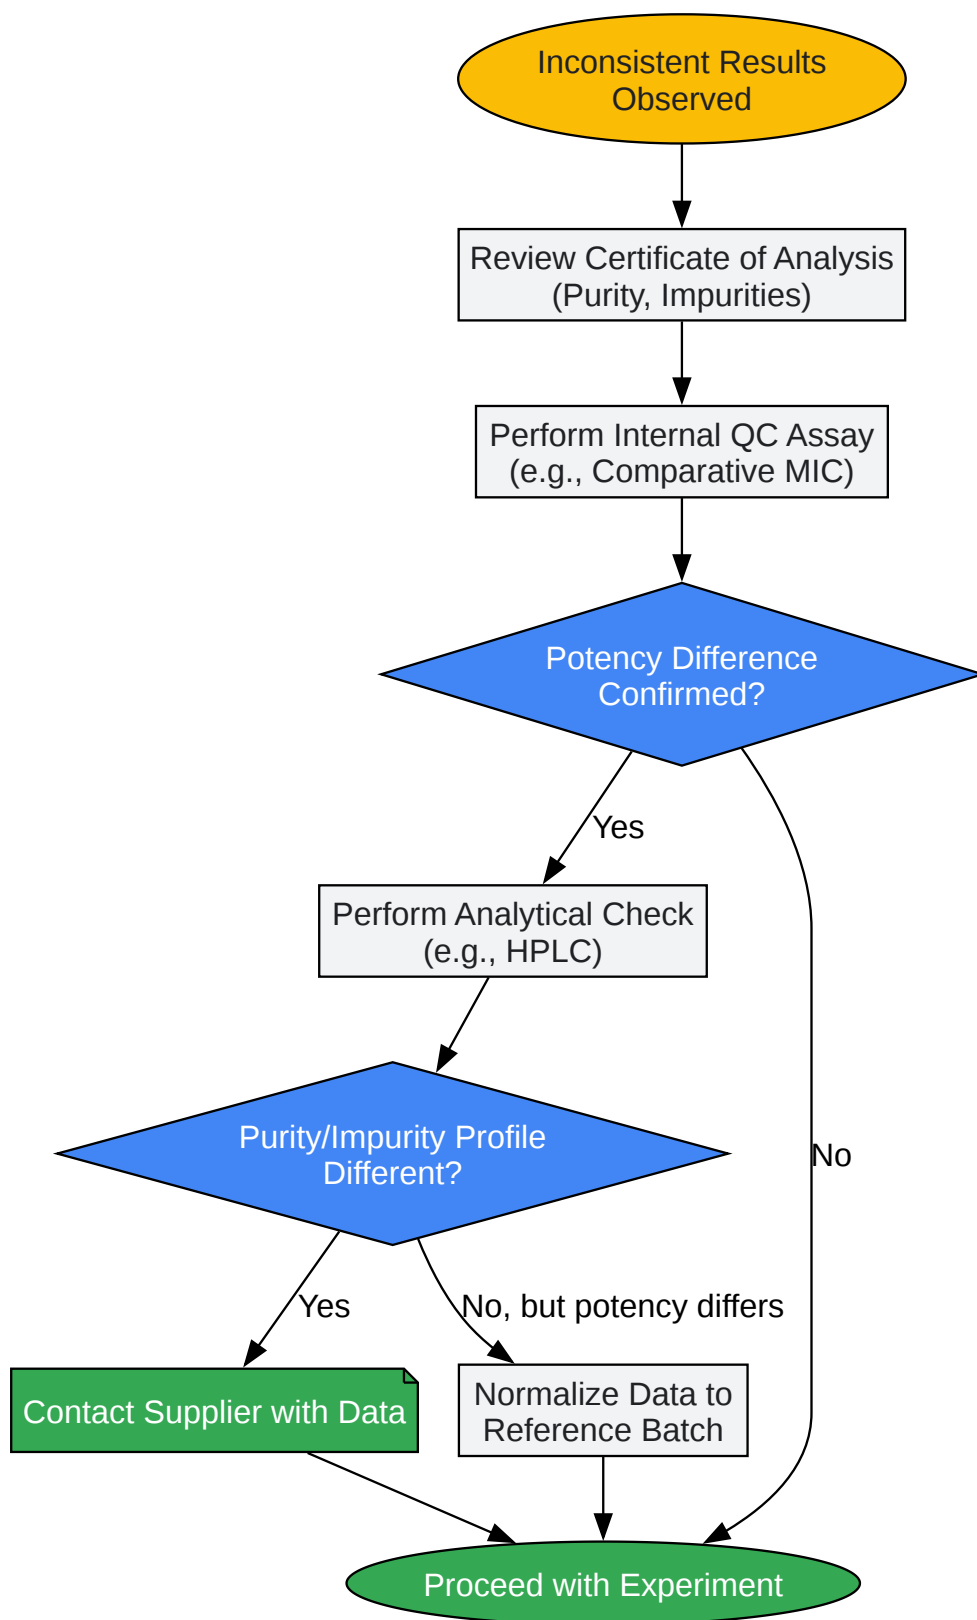 Inconsistent Results
Observed
Review Certificate of Analysis
(Purity, Impurities)
Perform Internal QC Assay
(e.g., Comparative MIC)
Potency Difference
Confirmed?
Yes
Perform Analytical Check
(e.g., HPLC)
Purity/Impurity Profile
Different?
No
Yes
No, but potency differs
Contact Supplier with Data
Normalize Data to
Reference Batch
Proceed with Experiment